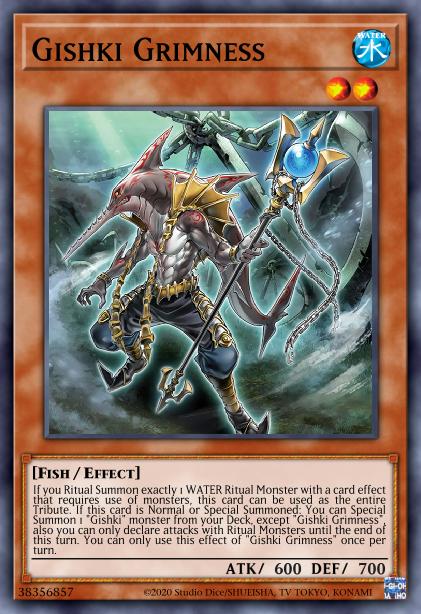 Gishki Grimness
WATER
水
[Fish / Effect]
If you Ritual Summon exactly 1 WATER Ritual Monster with a card effect
that requires use of monsters, this card can be used as the entire
Tribute. If this card is Normal or Special Summoned: You can Special
Summon 1 "Gishki" monster from your Deck, except "Gishki Grimness",
also you can only declare attacks with Ritual Monsters until the end of
this turn. You can only use this effect of "Gishki Grimness" once per
turn.
ATK/ 600 DEF/ 700
38356857
©2020 Studio Dice/SHUEISHA, TV TOKYO, KONAMI